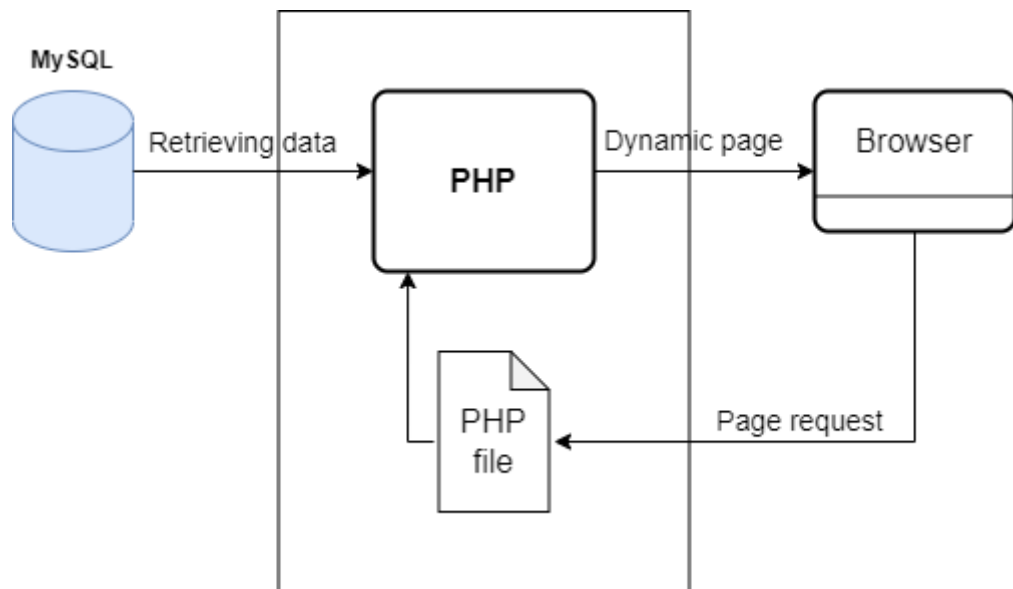 MySQL
Retrieving data
PHP
Dynamic page
Browser
PHP
file
Page request